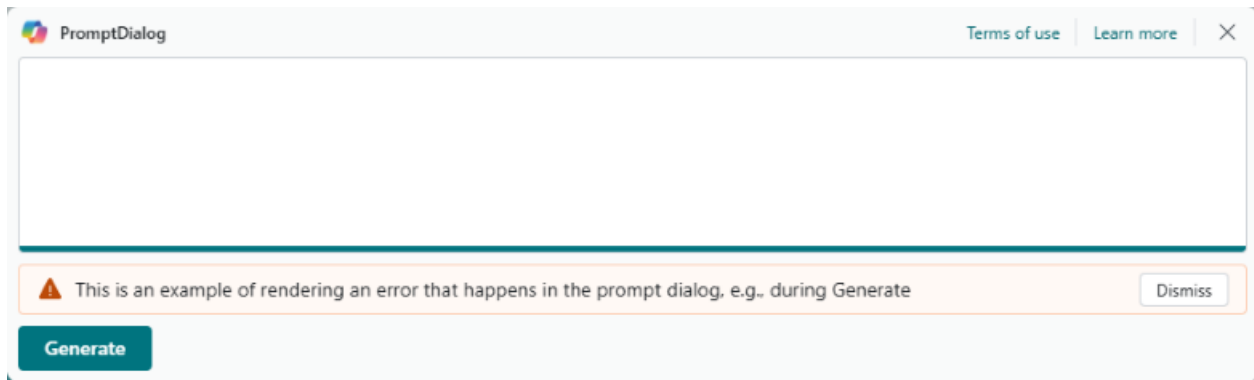 PromptDialog Terms of use Learn more
This is an example of rendering an error that happens in the prompt dialog, e.g., during Generate Dismiss
Generate